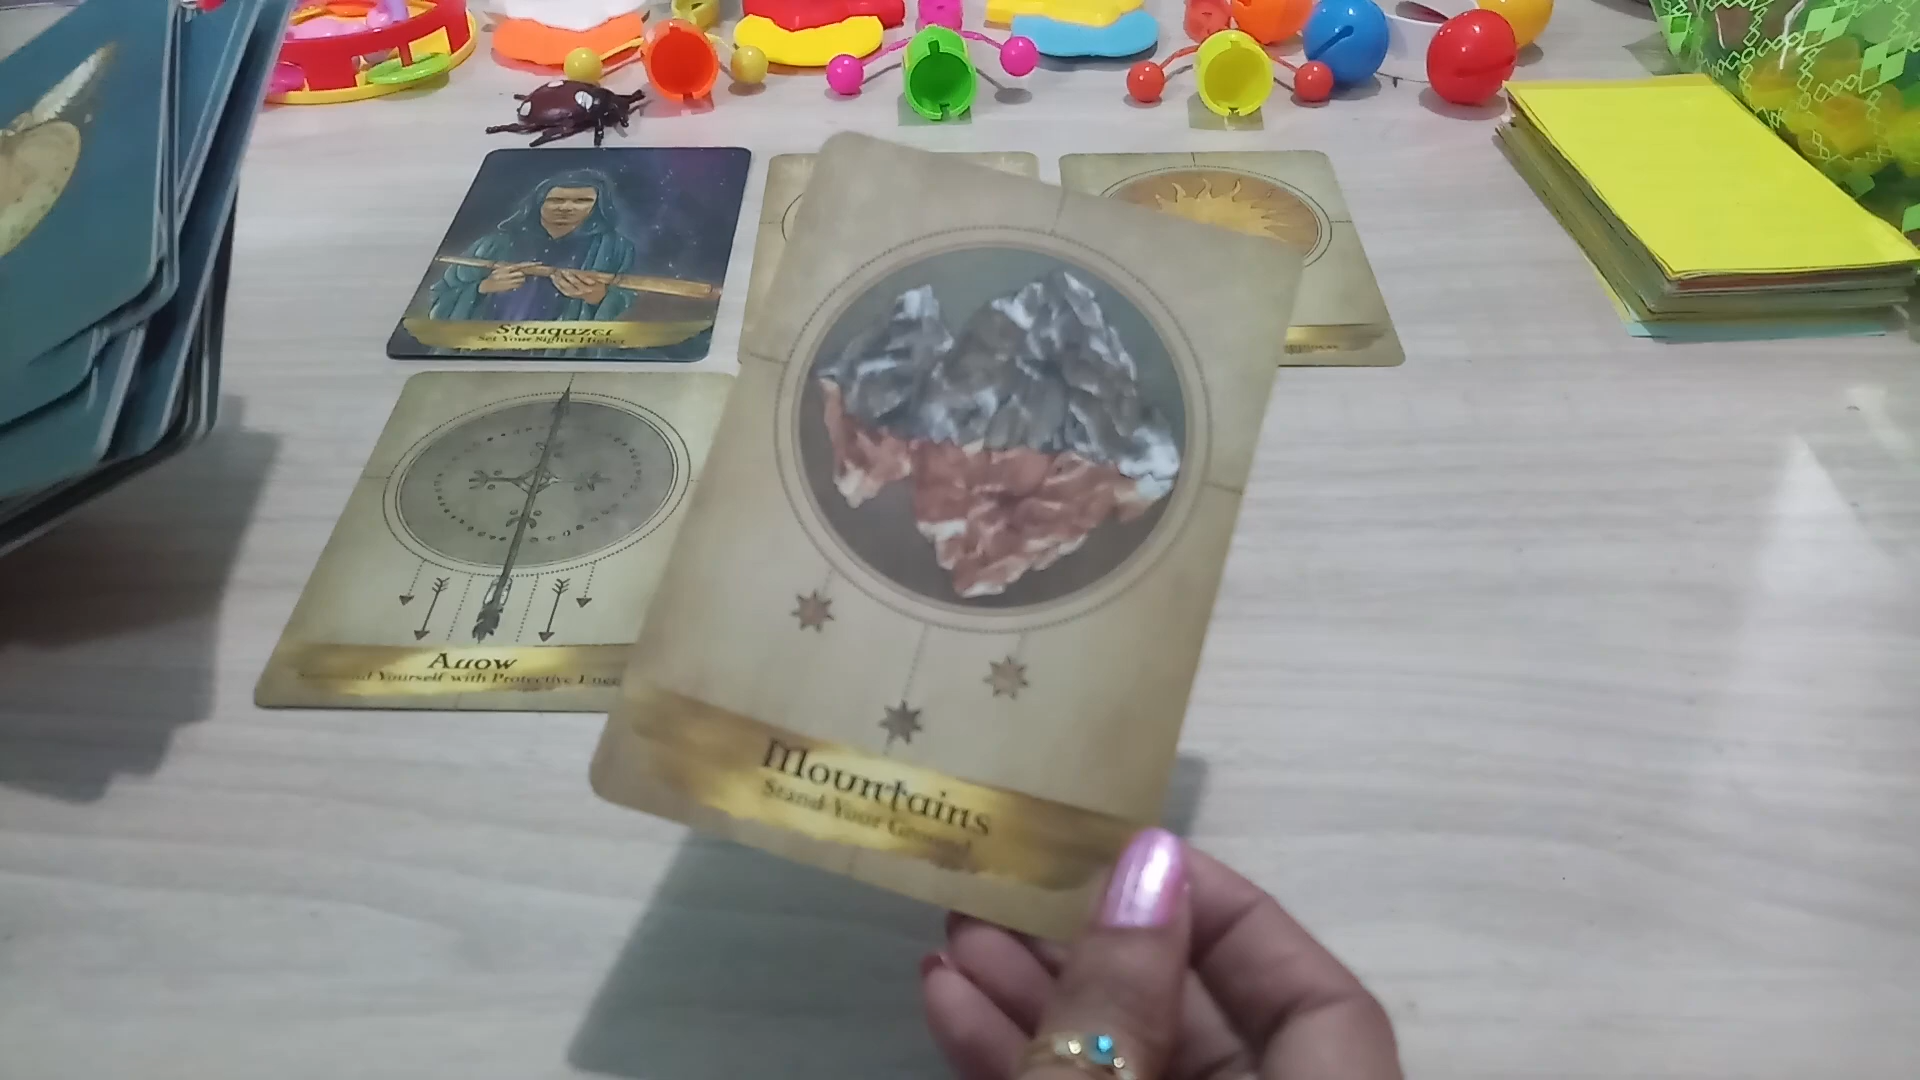 Stargazer
Set Your Sights Higher
Arrow
Yourself with Protective
Mountains
Stand Your Ground